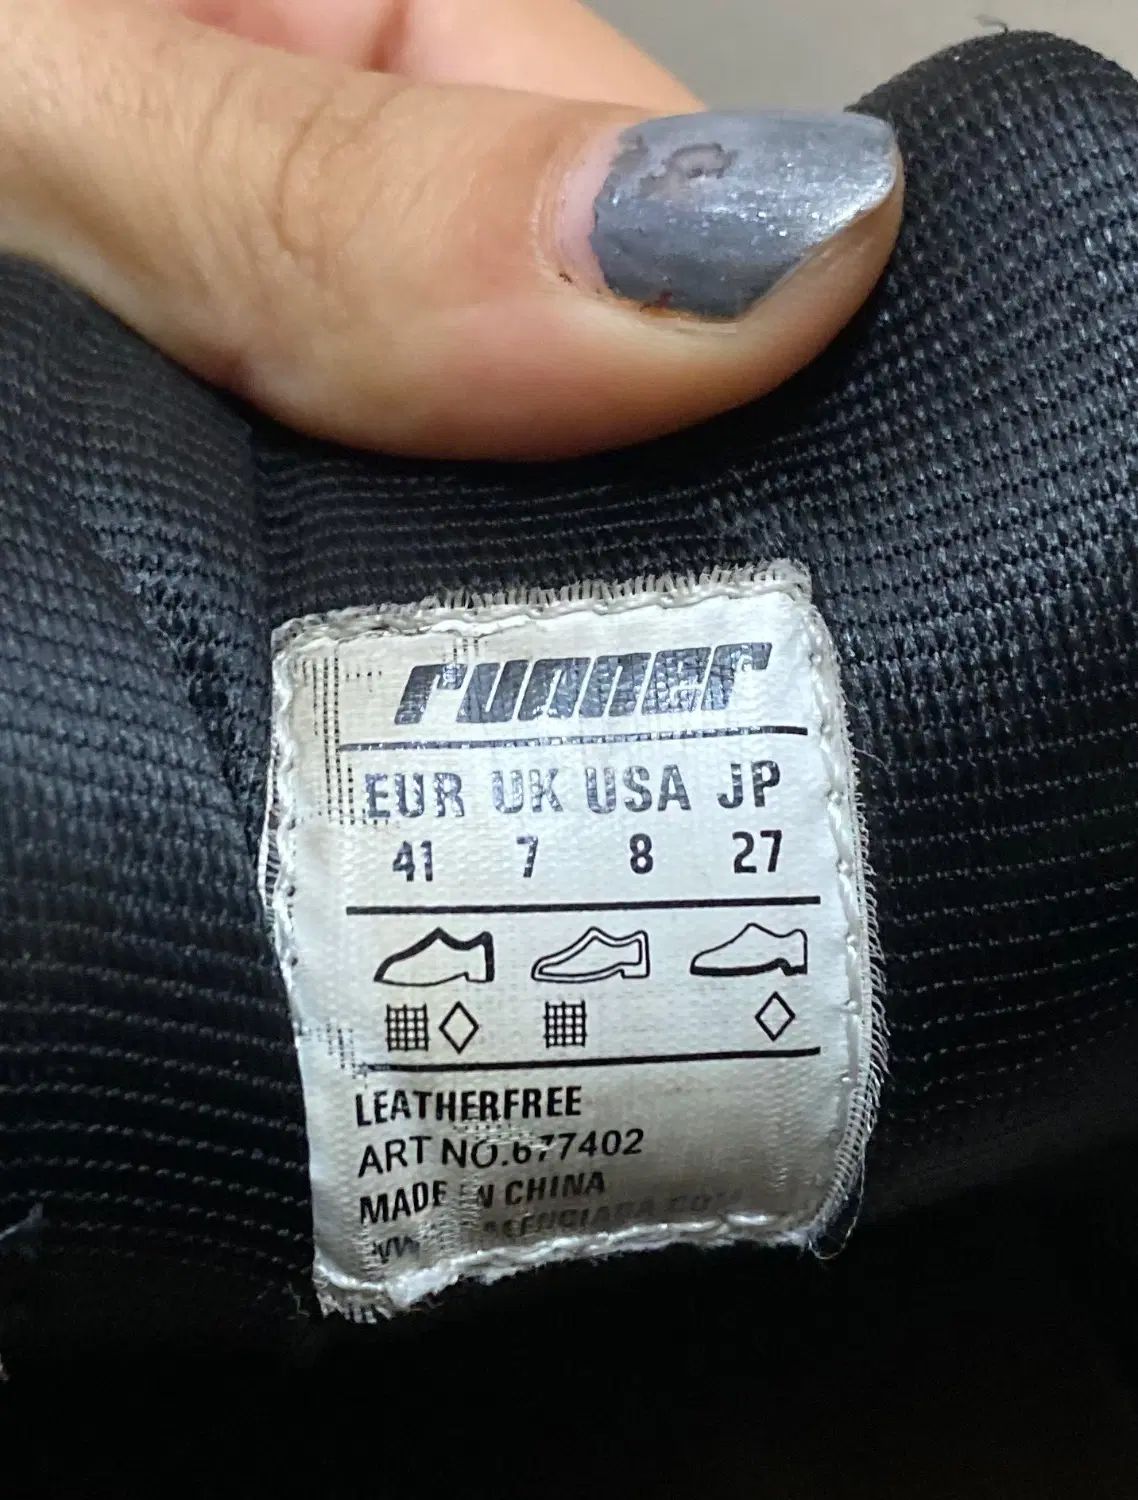 runner
EUR UK USA JP
41 7 8 27
LEATHERFREE
ART NO.677402
MADE IN CHINA